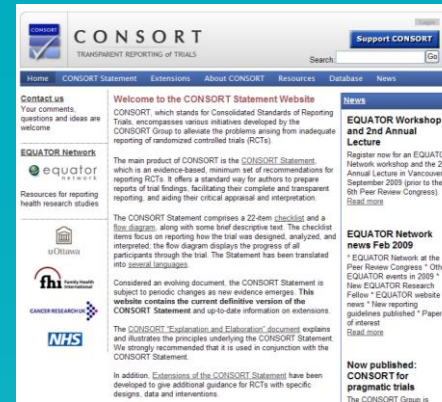 CONSORT
CONSORT
TRANSPARENT REPORTING of TRIALS
Login
Support CONSORT
Search:
Go
Home
CONSORT Statement
Extensions
About CONSORT
Resources
Database
News
Contact us
Your comments,
questions and ideas are
welcome
EQUATOR Network
equator
network
Resources for reporting
health research studies
uOttawa
fhi Family Health
International
CANCER RESEARCH UK
NHS
Welcome to the CONSORT Statement Website
CONSORT, which stands for Consolidated Standards of Reporting
Trials, encompasses various initiatives developed by the
CONSORT Group to alleviate the problems arising from inadequate
reporting of randomized controlled trials (RCTs).
The main product of CONSORT is the CONSORT Statement,
which is an evidence-based, minimum set of recommendations for
reporting RCTs. It offers a standard way for authors to prepare
reports of trial findings, facilitating their complete and transparent
reporting, and aiding their critical appraisal and interpretation.
The CONSORT Statement comprises a 22-item checklist and a
flow diagram, along with some brief descriptive text. The checklist
items focus on reporting how the trial was designed, analyzed, and
interpreted; the flow diagram displays the progress of all
participants through the trial. The Statement has been translated
into several languages.
Considered an evolving document, the CONSORT Statement is
subject to periodic changes as new evidence emerges. This
website contains the current definitive version of the
CONSORT Statement and up-to-date information on extensions.
The CONSORT "Explanation and Elaboration" document explains
and illustrates the principles underlying the CONSORT Statement.
We strongly recommended that it is used in conjunction with the
CONSORT Statement.
In addition, Extensions of the CONSORT Statement have been
developed to give additional guidance for RCTs with specific
designs, data and interventions.
News
EQUATOR Workshop
and 2nd Annual
Lecture
Register now for an EQUATO
Network workshop and the 2
Annual Lecture in Vancouver
September 2009 (prior to the
6th Peer Review Congress).
Read more
EQUATOR Network
news Feb 2009
* EQUATOR Network at the
Peer Review Congress * Oth
EQUATOR events in 2009 *
New EQUATOR Research
Fellow * EQUATOR website
news * New reporting
guidelines published * Paper
of interest
Read more
Now published:
CONSORT for
pragmatic trials
The CONSORT Group is